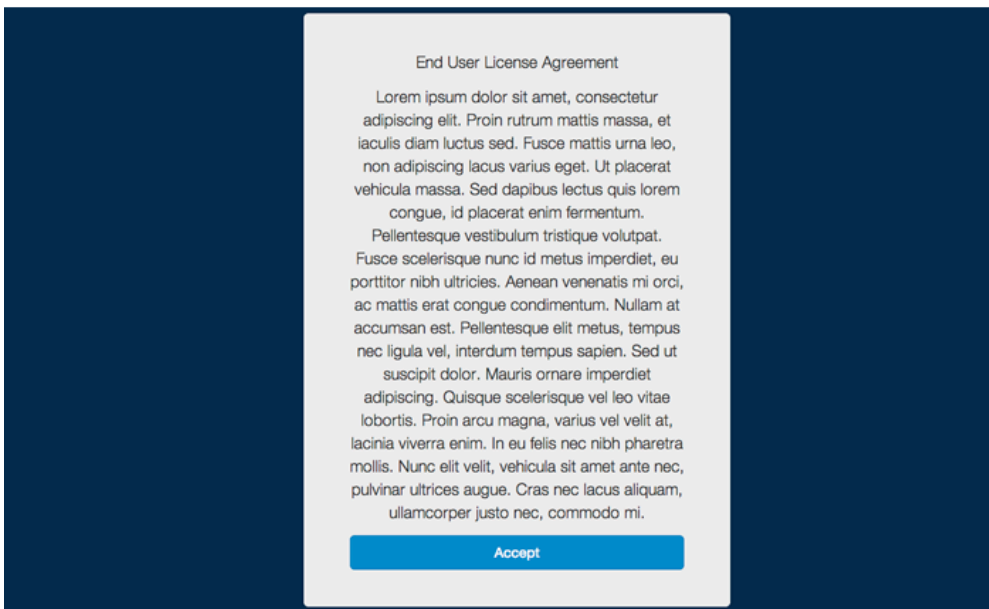 End User License Agreement
Lorem ipsum dolor sit amet, consectetur
adipiscing elit. Proin rutrum mattis massa, et
iaculis diam luctus sed. Fusce mattis urna leo,
non adipiscing lacus varius eget. Ut placerat
vehicula massa. Sed dapibus lectus quis lorem
congue, id placerat enim fermentum.
Pellentesque vestibulum tristique volutpat.
Fusce scelerisque nunc id metus imperdiet, eu
porttitor nibh ultricies. Aenean venenatis mi orci,
ac mattis erat congue condimentum. Nullam at
accumsan est. Pellentesque elit metus, tempus
nec ligula vel, interdum tempus sapien. Sed ut
suscipit dolor. Mauris ornare imperdiet
adipiscing. Quisque scelerisque vel leo vitae
lobortis. Proin arcu magna, varius vel velit at,
lacinia viverra enim. In eu felis nec nibh pharetra
mollis. Nunc elit velit, vehicula sit amet ante nec,
pulvinar ultrices augue. Cras nec lacus aliquam,
ullamcorper justo nec, commodo mi.
Accept